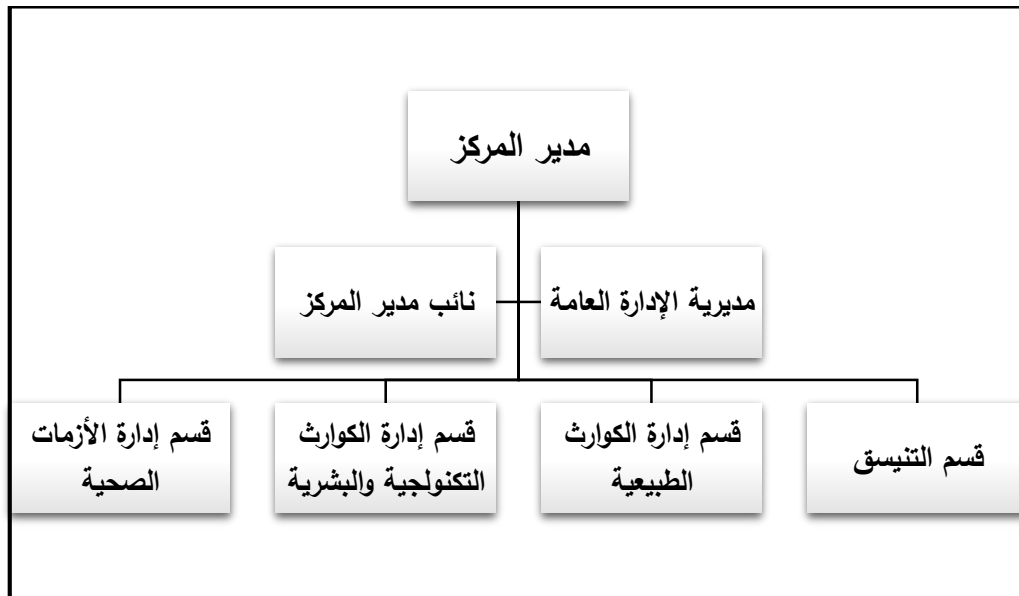 مدير المركز
مديرية الإدارة العامة
نائب مدير المركز
قسم التنيسق
قسم إدارة الكوارث
الطبيعية
قسم إدارة الكوارث
التكنولجية والبشرية
قسم إدارة الأزمات
الصحية